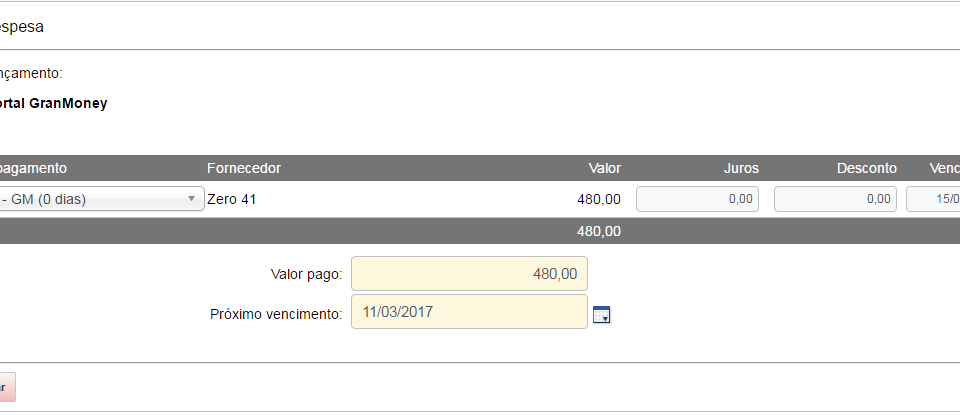 espesa
nçamento:
ortal GranMoney
pagamento Fornecedor Valor Juros Desconto Venc
- GM (0 dias) Zero 41 480,00 0,00 0,00 15/0
480,00
Valor pago: 480,00
Próximo vencimento: 11/03/2017
ar